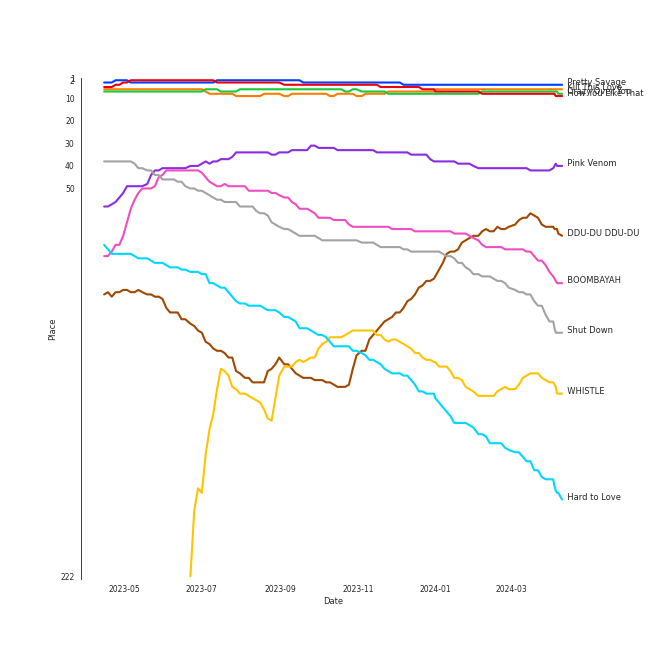 1
2
10
20
30
40
50
222
Place
2023-05
2023-07
2023-09
2023-11
2024-01
2024-03
Date
Pretty Savage
Kill This Love
How You Like That
Pink Venom
DDU-DU DDU-DU
BOOMBAYAH
Shut Down
WHISTLE
Hard to Love